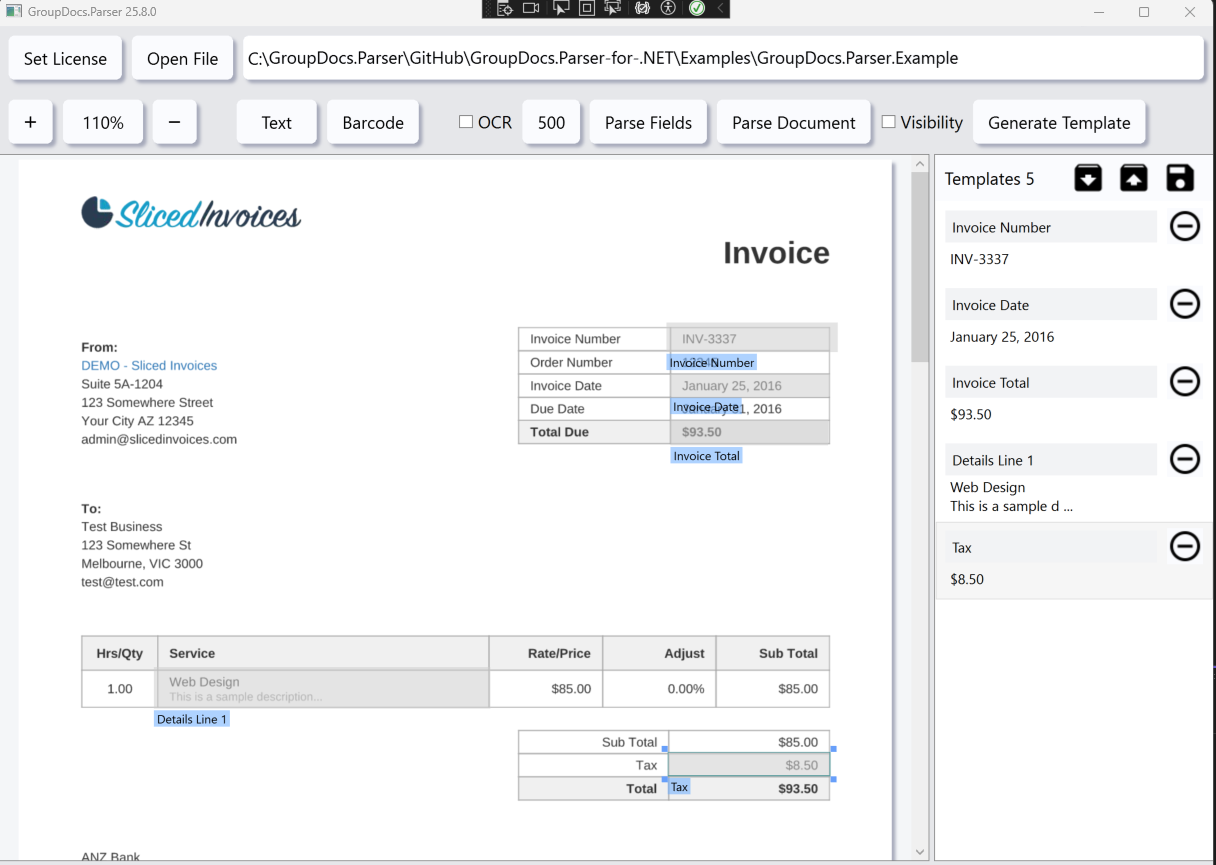 GroupDocs.Parser 25.8.0
Set License
Open File
C:\GroupDocs.Parser\GitHub\GroupDocs.Parser-for-.NET\Examples\GroupDocs.Parser.Example
+
110%
−
Text
Barcode
OCR
500
Parse Fields
Parse Document
Visibility
Generate Template
Sliced Invoices
Invoice
From:
DEMO - Sliced Invoices
Suite 5A-1204
123 Somewhere Street
Your City AZ 12345
admin@slicedinvoices.com
Invoice Number INV-3337
Order Number
Invoice Number
Invoice Date January 25, 2016
Due Date 1, 2016
Invoice Date
Total Due $93.50
Invoice Total
To:
Test Business
123 Somewhere St
Melbourne, VIC 3000
test@test.com
Hrs/Qty Service Rate/Price Adjust Sub Total
1.00 Web Design $85.00 0.00% $85.00
This is a sample description...
Details Line 1
Sub Total $85.00
Tax $8.50
Tax
Total $93.50
ANZ Bank
Templates 5
Invoice Number
INV-3337
Invoice Date
January 25, 2016
Invoice Total
$93.50
Details Line 1
Web Design
This is a sample d ...
Tax
$8.50